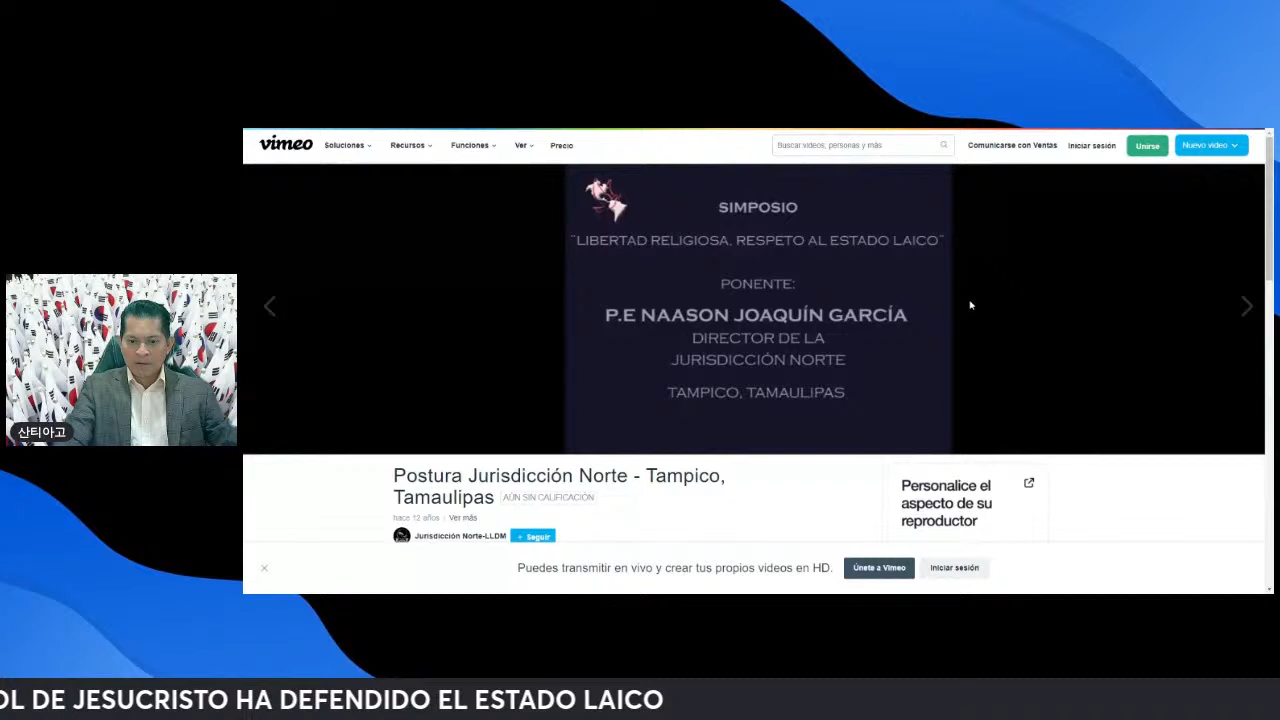 vimeo
Soluciones
Recursos
Funciones
Ver
Precio
Buscar videos, personas y más
Comunicarse con Ventas
Iniciar sesión
Unirse
Nuevo video
SIMPOSIO
¨LIBERTAD RELIGIOSA, RESPETO AL ESTADO LAICO¨
PONENTE:
P.E NAASON JOAQUÍN GARCÍA
DIRECTOR DE LA
JURISDICCIÓN NORTE
TAMPICO, TAMAULIPAS
산티아고
Postura Jurisdicción Norte - Tampico,
Tamaulipas AÚN SIN CALIFICACIÓN
hace 12 años | Ver más
Jurisdicción Norte-LLDM + Seguir
Personalice el
aspecto de su
reproductor
Puedes transmitir en vivo y crear tus propios videos en HD.
Únete a Vimeo
Iniciar sesión
OL DE JESUCRISTO HA DEFENDIDO EL ESTADO LAICO